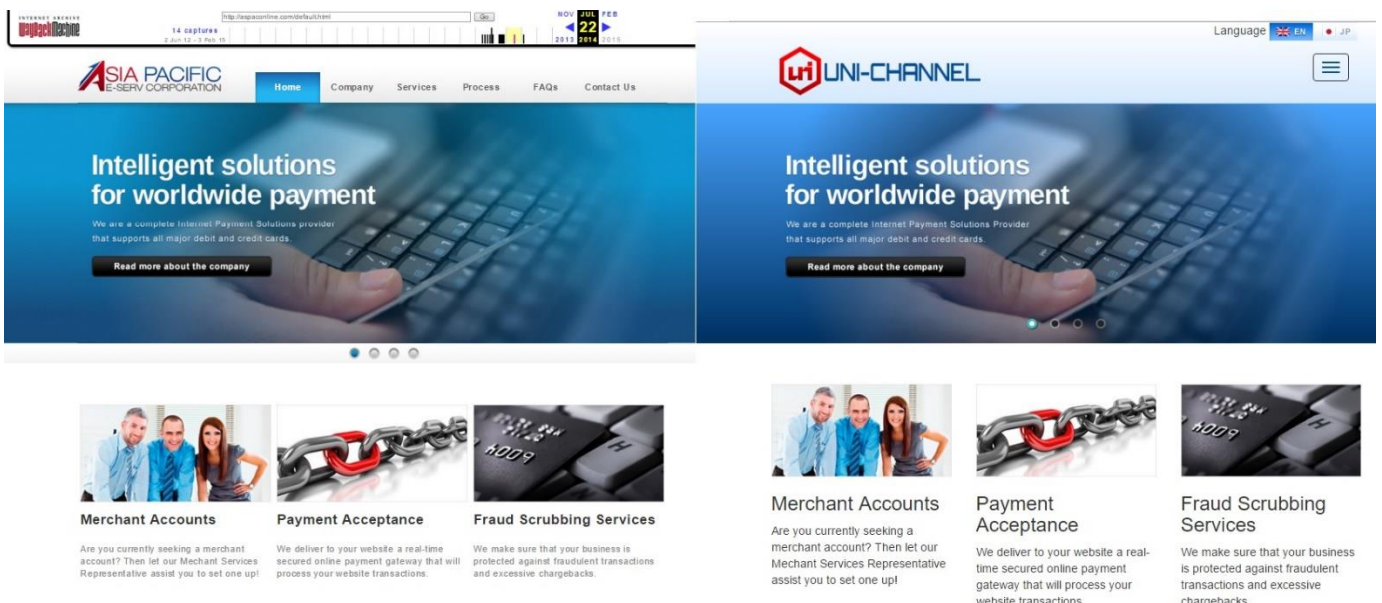 INTERNET ARCHIVE
WayBackMachine
http://aspaconline.com/default.html
Go
14 captures
2 Jun 12 - 3 Feb 15
NOV JUL FEB
22
2013 2014 2015
ASIA PACIFIC
E-SERV CORPORATION
Home Company Services Process FAQs Contact Us
Intelligent solutions
for worldwide payment
We are a complete Internet Payment Solutions provider
that supports all major debit and credit cards.
Read more about the company
Merchant Accounts
Are you currently seeking a merchant
account? Then let our Mechant Services
Representative assist you to set one up!
Payment Acceptance
We deliver to your website a real-time
secured online payment gateway that will
process your website transactions.
Fraud Scrubbing Services
We make sure that your business is
protected against fraudulent transactions
and excessive chargebacks.
Language EN JP
uri UNI-CHANNEL
Intelligent solutions
for worldwide payment
We are a complete Internet Payment Solutions Provider
that supports all major debit and credit cards.
Read more about the company
Merchant Accounts
Are you currently seeking a
merchant account? Then let our
Mechant Services Representative
assist you to set one up!
Payment
Acceptance
We deliver to your website a real-
time secured online payment
gateway that will process your
website transactions
Fraud Scrubbing
Services
We make sure that your business
is protected against fraudulent
transactions and excessive
chargebacks